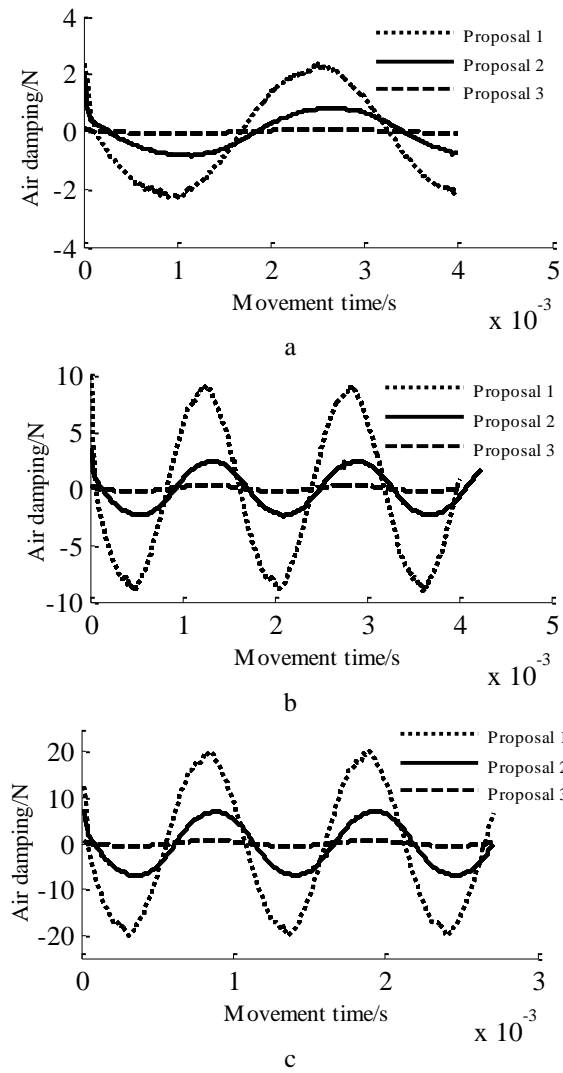 4
2
0
-2
-4
Air damping/N
Proposal 1
Proposal 2
Proposal 3
0 1 2 3 4 5
Movement time/s
x 10^-3
a
10
5
0
-5
-10
Air damping/N
Proposal 1
Proposal 2
Proposal 3
0 1 2 3 4 5
Movement time/s
x 10^-3
b
20
10
0
-10
-20
Air damping/N
Proposal 1
Proposal 2
Proposal 3
0 1 2 3
Movement time/s
x 10^-3
c